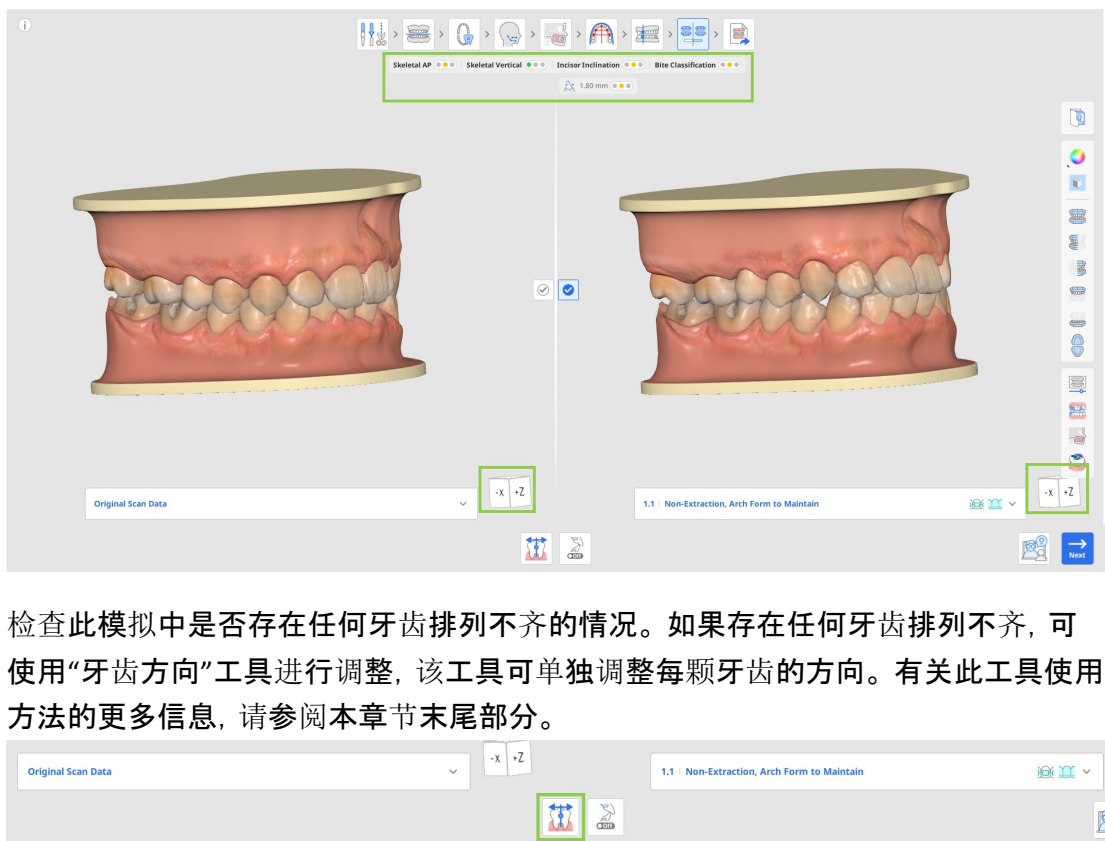 Skeletal AP Skeletal Vertical Incisor Inclination Bite Classification
1.80 mm
-X +Z
-X +Z
Original Scan Data
1.1 Non-Extraction, Arch Form to Maintain
Off
Next
检查此模拟中是否存在任何牙齿排列不齐的情况。如果存在任何牙齿排列不齐, 可
使用“牙齿方向”工具进行调整, 该工具可单独调整每颗牙齿的方向。有关此工具使用
方法的更多信息, 请参阅本章节末尾部分。
-X +Z
Original Scan Data
1.1 Non-Extraction, Arch Form to Maintain
Off